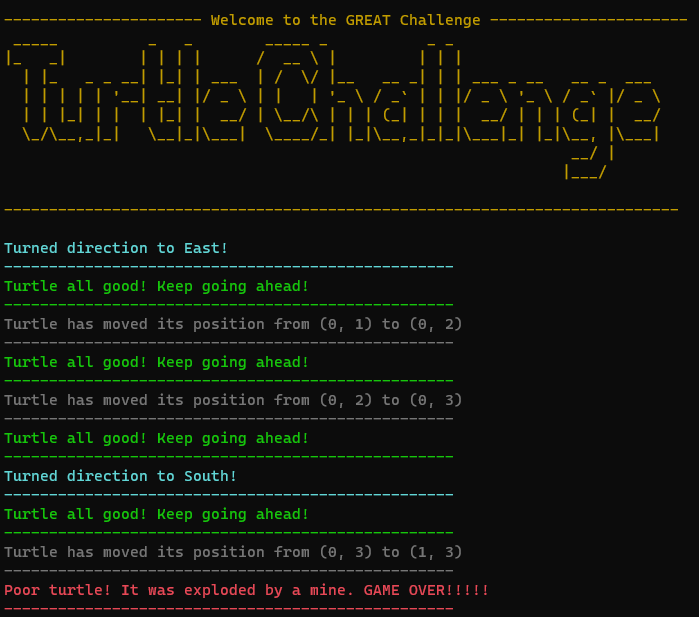 Welcome to the GREAT Challenge
Turtle Challenge
Turned direction to East!
Turtle all good! Keep going ahead!
Turtle has moved its position from (0, 1) to (0, 2)
Turtle all good! Keep going ahead!
Turtle has moved its position from (0, 2) to (0, 3)
Turtle all good! Keep going ahead!
Turned direction to South!
Turtle all good! Keep going ahead!
Turtle has moved its position from (0, 3) to (1, 3)
Poor turtle! It was exploded by a mine. GAME OVER!!!!!